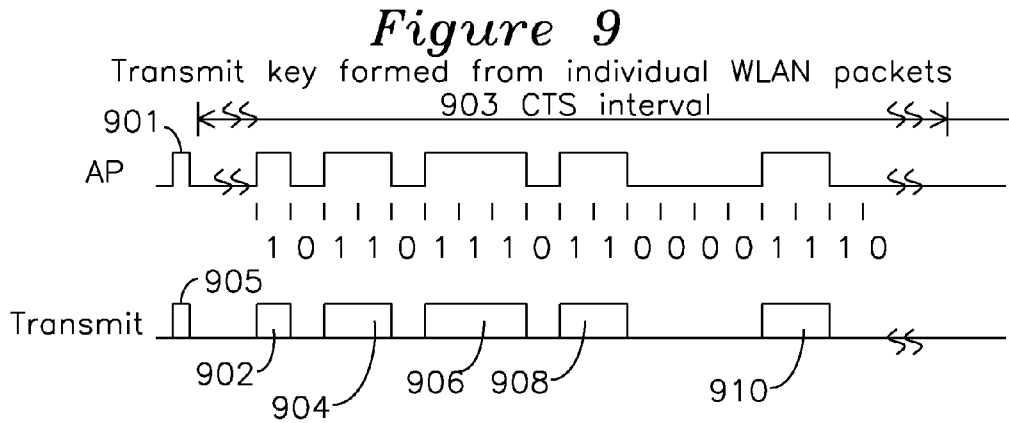 Figure 9
Transmit key formed from individual WLAN packets
903 CTS interval
901
AP
1 0 1 1 0 1 1 1 0 1 1 0 0 0 0 1 1 1 0
905
Transmit
902
904
906
908
910